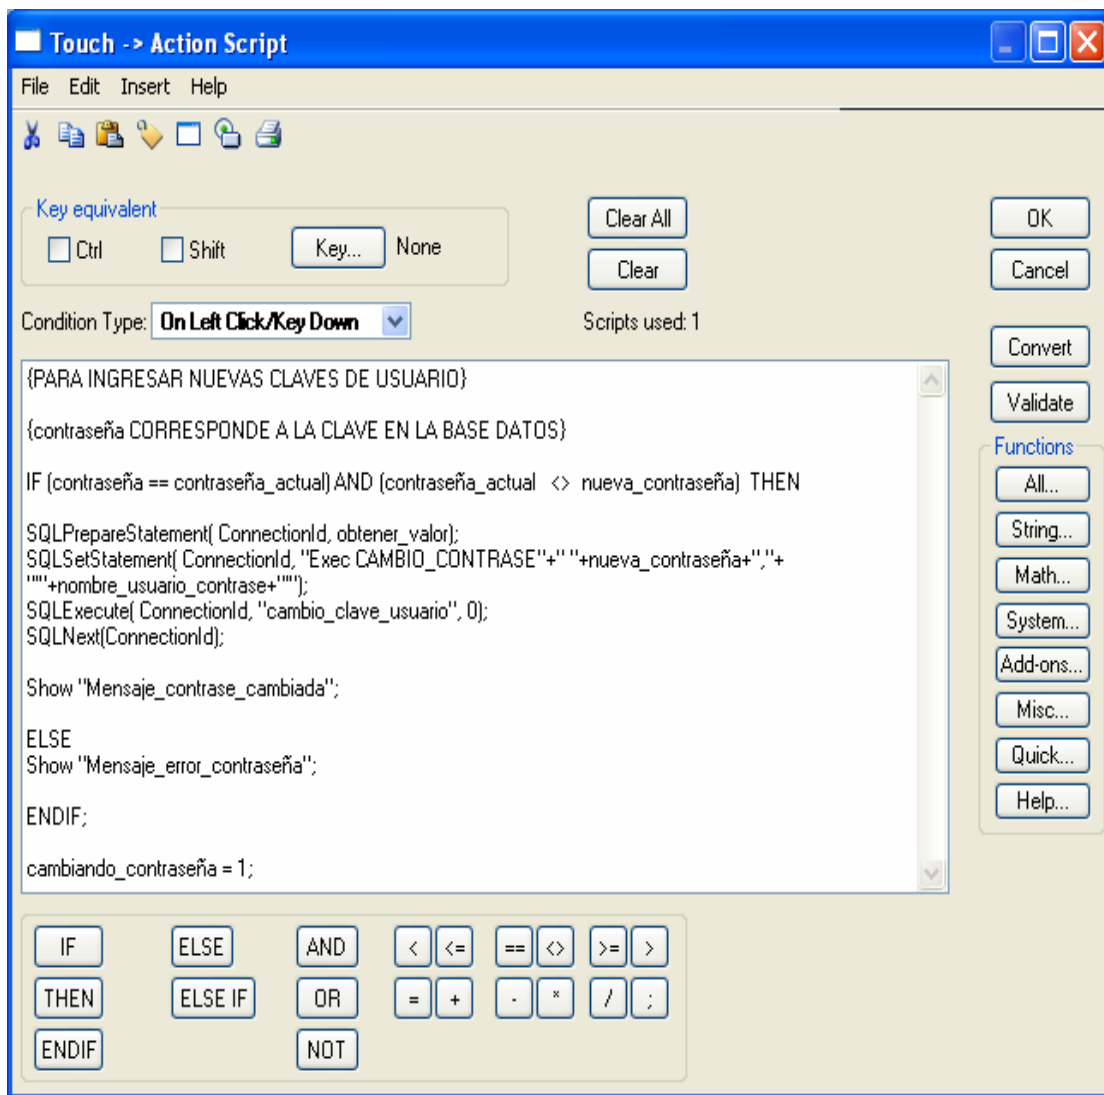 Touch -> Action Script
File Edit Insert Help
Key equivalent
Ctrl Shift Key... None
Clear All
Clear
OK
Cancel
Condition Type: On Left Click/Key Down
Scripts used: 1
Convert
Validate
{PARA INGRESAR NUEVAS CLAVES DE USUARIO}
{contraseña CORRESPONDE A LA CLAVE EN LA BASE DATOS}
IF (contraseña == contraseña_actual) AND (contraseña_actual <> nueva_contraseña) THEN
SQLPrepareStatement( ConnectionId, obtener_valor);
SQLSetStatement( ConnectionId, "Exec CAMBIO_CONTRASE"+" "+nueva_contraseña+","+
"'"+nombre_usuario_contrase+"'");
SQLExecute( ConnectionId, "cambio_clave_usuario", 0);
SQLNext(ConnectionId);
Show "Mensaje_contrase_cambiada";
ELSE
Show "Mensaje_error_contraseña";
ENDIF;
cambiando_contraseña = 1;
Functions
All...
String...
Math...
System...
Add-ons...
Misc...
Quick...
Help...
IF ELSE AND < <= == <> >= >
THEN ELSE IF OR = + - * / ;
ENDIF NOT